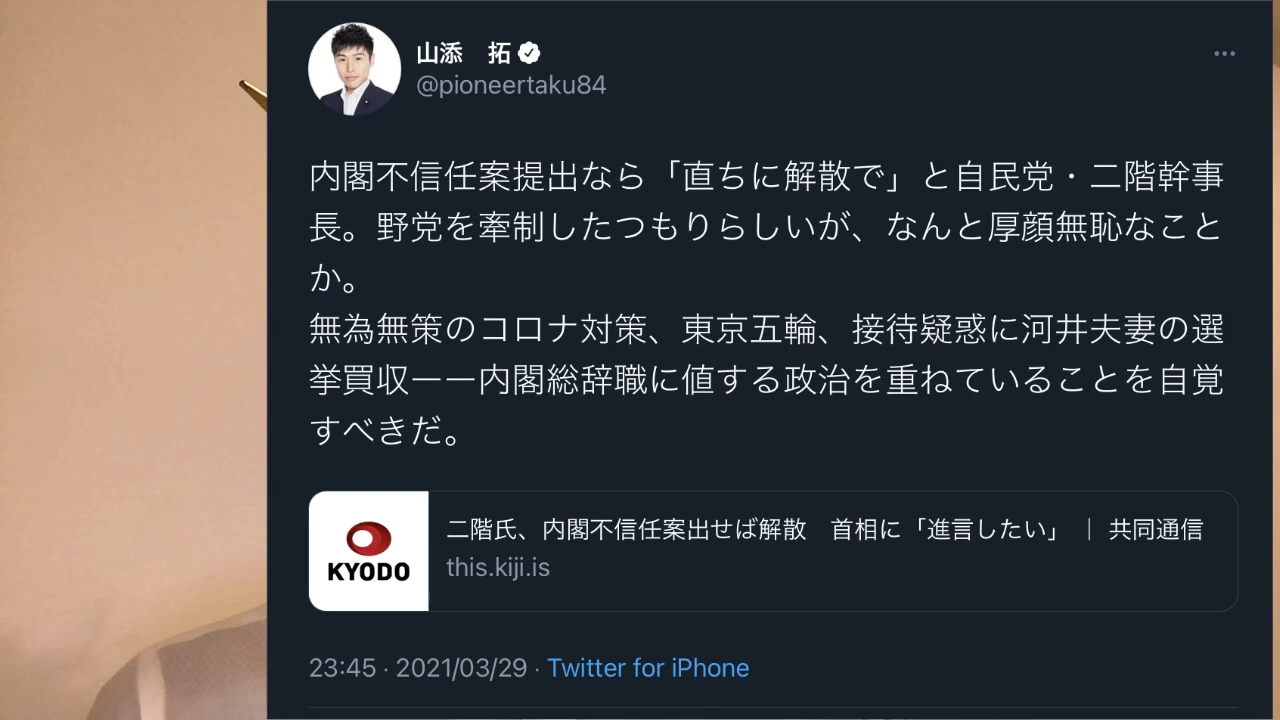 山添　拓
@pioneertaku84
内閣不信任案提出なら「直ちに解散で」と自民党・二階幹事
長。野党を牽制したつもりらしいが、なんと厚顔無恥なこと
か。
無為無策のコロナ対策、東京五輪、接待疑惑に河井夫妻の選
挙買収——内閣総辞職に値する政治を重ねていることを自覚
すべきだ。
KYODO
二階氏、内閣不信任案出せば解散　首相に「進言したい」 | 共同通信
this.kiji.is
23:45 · 2021/03/29 · Twitter for iPhone